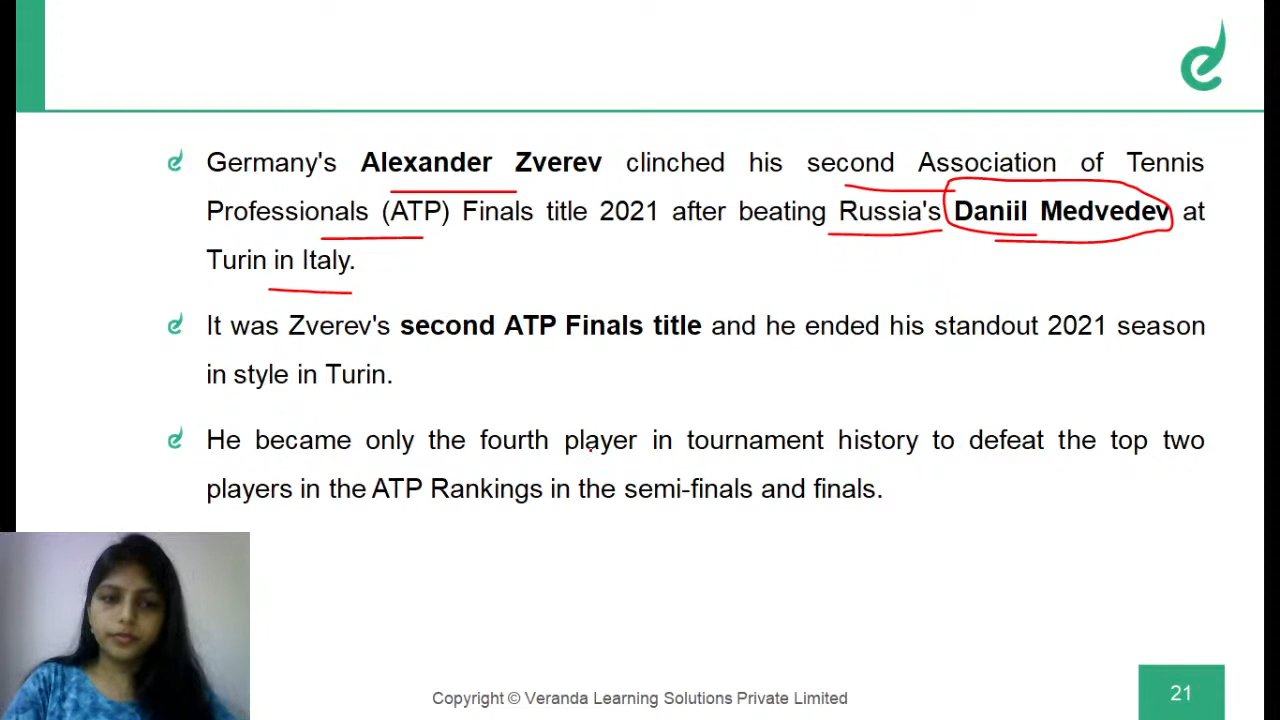 Germany's Alexander Zverev clinched his second Association of Tennis
Professionals (ATP) Finals title 2021 after beating Russia's Daniil Medvedev at
Turin in Italy.
It was Zverev's second ATP Finals title and he ended his standout 2021 season
in style in Turin.
He became only the fourth player in tournament history to defeat the top two
players in the ATP Rankings in the semi-finals and finals.
Copyright © Veranda Learning Solutions Private Limited
21